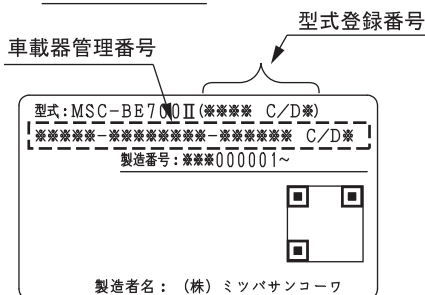 型式登録番号
車載器管理番号
型式:MSC-BE700Ⅱ(※※※※ C/D※)
※※※※※-※※※※※※※※-※※※※※※ C/D※
製造番号:※※※000001~
製造者名: (株) ミツバサンコーワ